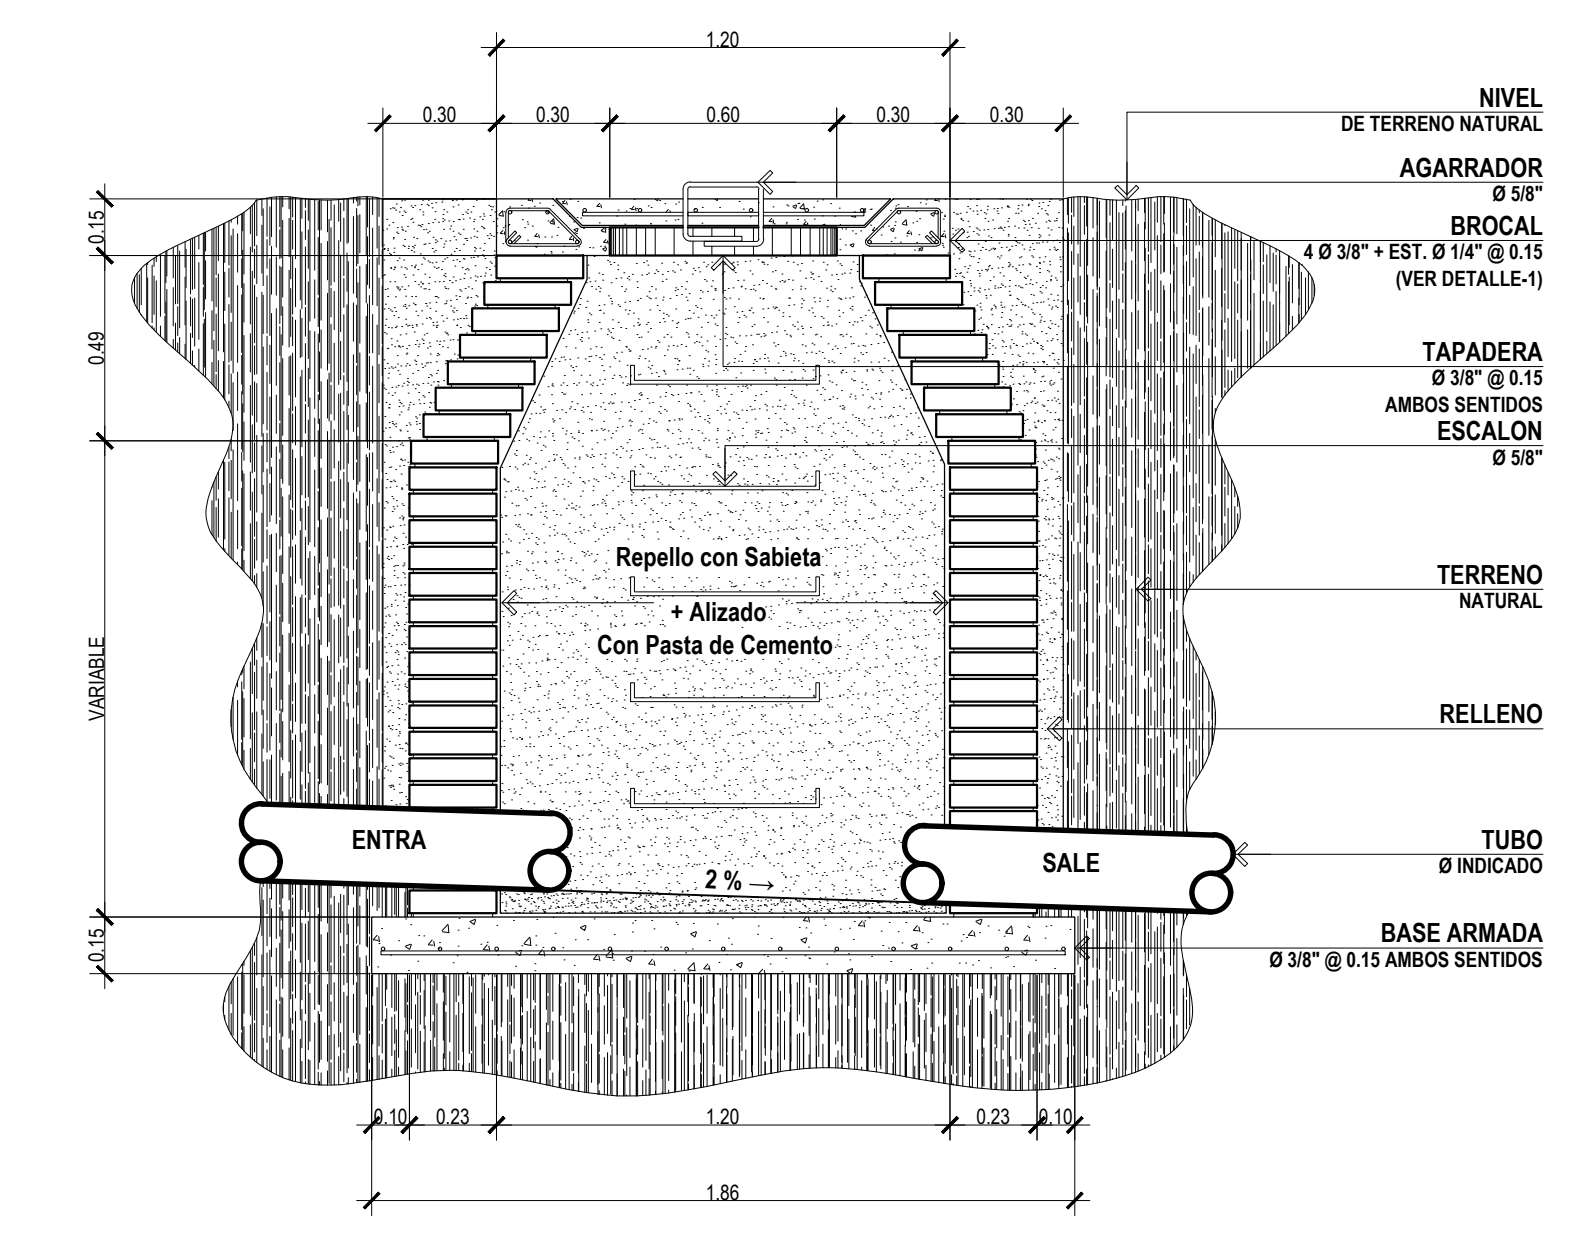 1.20
0.30
0.30
0.60
0.30
0.30
NIVEL
DE TERRENO NATURAL
AGARRADOR
Ø 5/8"
BROCAL
4 Ø 3/8" + EST. Ø 1/4" @ 0.15
(VER DETALLE-1)
TAPADERA
Ø 3/8" @ 0.15
AMBOS SENTIDOS
ESCALON
Ø 5/8"
TERRENO
NATURAL
RELLENO
TUBO
Ø INDICADO
BASE ARMADA
Ø 3/8" @ 0.15 AMBOS SENTIDOS
0.15
0.49
VARIABLE
0.15
Repello con Sabieta
+ Alizado
Con Pasta de Cemento
ENTRA
SALE
2 % →
0.10
0.23
1.20
0.23
0.10
1.86